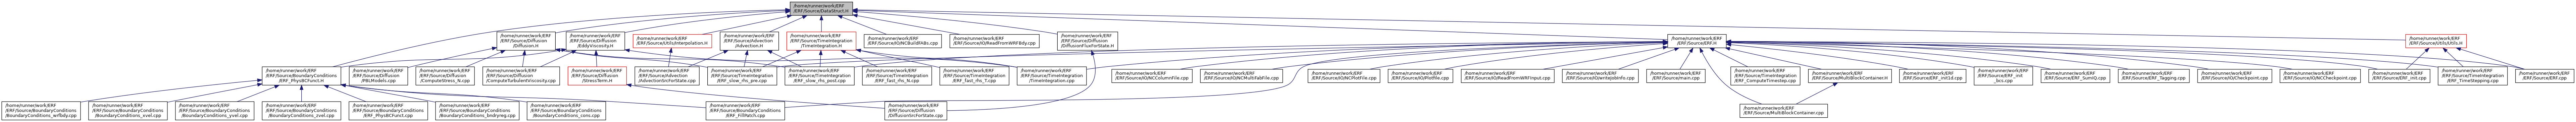 /home/runner/work/ERF
/ERF/Source/DataStruct.H
/home/runner/work/ERF
/ERF/Source/Diffusion
/Diffusion.H
/home/runner/work/ERF
/ERF/Source/Diffusion
/EddyViscosity.H
/home/runner/work/ERF
/ERF/Source/Utils/Interpolation.H
/home/runner/work/ERF
/ERF/Source/Advection
/Advection.H
/home/runner/work/ERF
/ERF/Source/TimeIntegration
/TimeIntegration.H
/home/runner/work/ERF
/ERF/Source/IO/NCBuildFABs.cpp
/home/runner/work/ERF
/ERF/Source/IO/ReadFromWRFBdy.cpp
/home/runner/work/ERF
/ERF/Source/Diffusion
/DiffusionFluxForState.H
/home/runner/work/ERF
/ERF/Source/ERF.H
/home/runner/work/ERF
/ERF/Source/Utils/Utils.H
/home/runner/work/ERF
/ERF/Source/BoundaryConditions
/ERF_PhysBCFunct.H
/home/runner/work/ERF
/ERF/Source/Diffusion
/PBLModels.cpp
/home/runner/work/ERF
/ERF/Source/Diffusion
/ComputeStress_N.cpp
/home/runner/work/ERF
/ERF/Source/Diffusion
/ComputeTurbulentViscosity.cpp
/home/runner/work/ERF
/ERF/Source/Diffusion
/StressTerm.H
/home/runner/work/ERF
/ERF/Source/Advection
/AdvectionSrcForState.cpp
/home/runner/work/ERF
/ERF/Source/TimeIntegration
/ERF_slow_rhs_pre.cpp
/home/runner/work/ERF
/ERF/Source/TimeIntegration
/ERF_slow_rhs_post.cpp
/home/runner/work/ERF
/ERF/Source/TimeIntegration
/ERF_fast_rhs_N.cpp
/home/runner/work/ERF
/ERF/Source/TimeIntegration
/ERF_fast_rhs_T.cpp
/home/runner/work/ERF
/ERF/Source/TimeIntegration
/TimeIntegration.cpp
/home/runner/work/ERF
/ERF/Source/IO/NCColumnFile.cpp
/home/runner/work/ERF
/ERF/Source/IO/NCMultiFabFile.cpp
/home/runner/work/ERF
/ERF/Source/IO/NCPlotFile.cpp
/home/runner/work/ERF
/ERF/Source/IO/Plotfile.cpp
/home/runner/work/ERF
/ERF/Source/IO/ReadFromWRFInput.cpp
/home/runner/work/ERF
/ERF/Source/IO/writeJobInfo.cpp
/home/runner/work/ERF
/ERF/Source/main.cpp
/home/runner/work/ERF
/ERF/Source/TimeIntegration
/ERF_ComputeTimestep.cpp
/home/runner/work/ERF
/ERF/Source/MultiBlockContainer.H
/home/runner/work/ERF
/ERF/Source/ERF_init1d.cpp
/home/runner/work/ERF
/ERF/Source/ERF_init
_bcs.cpp
/home/runner/work/ERF
/ERF/Source/ERF_SumIQ.cpp
/home/runner/work/ERF
/ERF/Source/ERF_Tagging.cpp
/home/runner/work/ERF
/ERF/Source/IO/Checkpoint.cpp
/home/runner/work/ERF
/ERF/Source/IO/NCCheckpoint.cpp
/home/runner/work/ERF
/ERF/Source/ERF_init.cpp
/home/runner/work/ERF
/ERF/Source/TimeIntegration
/ERF_TimeStepping.cpp
/home/runner/work/ERF
/ERF/Source/ERF.cpp
/home/runner/work/ERF
/ERF/Source/BoundaryConditions
/BoundaryConditions_wrfbdy.cpp
/home/runner/work/ERF
/ERF/Source/BoundaryConditions
/BoundaryConditions_xvel.cpp
/home/runner/work/ERF
/ERF/Source/BoundaryConditions
/BoundaryConditions_yvel.cpp
/home/runner/work/ERF
/ERF/Source/BoundaryConditions
/BoundaryConditions_zvel.cpp
/home/runner/work/ERF
/ERF/Source/BoundaryConditions
/ERF_PhysBCFunct.cpp
/home/runner/work/ERF
/ERF/Source/BoundaryConditions
/BoundaryConditions_bndryreg.cpp
/home/runner/work/ERF
/ERF/Source/BoundaryConditions
/BoundaryConditions_cons.cpp
/home/runner/work/ERF
/ERF/Source/BoundaryConditions
/ERF_FillPatch.cpp
/home/runner/work/ERF
/ERF/Source/Diffusion
/DiffusionSrcForState.cpp
/home/runner/work/ERF
/ERF/Source/MultiBlockContainer.cpp